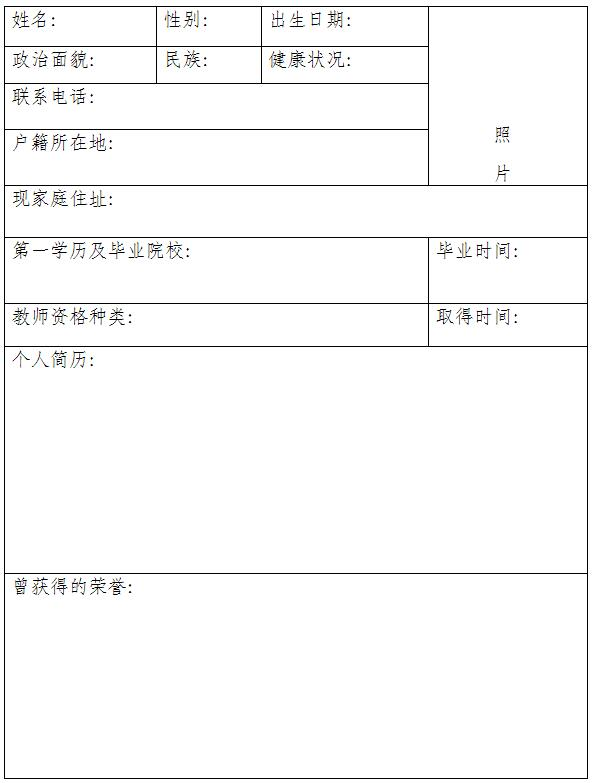 姓名:
性别:
出生日期:
政治面貌:
民族:
健康状况:
联系电话:
户籍所在地:
照
片
现家庭住址:
第一学历及毕业院校:
毕业时间:
教师资格种类:
取得时间:
个人简历:
曾获得的荣誉: